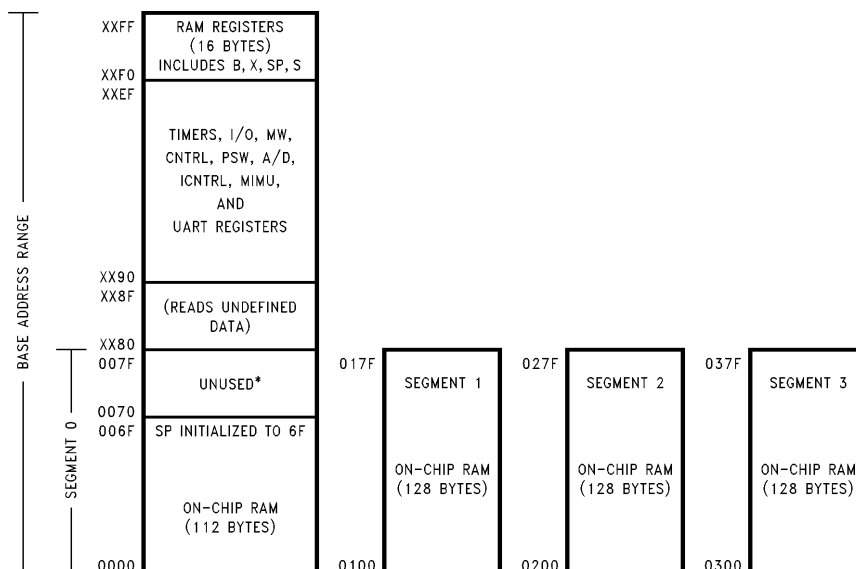 BASE ADDRESS RANGE
SEGMENT 0
XXFF
RAM REGISTERS
(16 BYTES)
INCLUDES B, X, SP, S
XXF0
XXEF
TIMERS, I/O, MW,
CNTRL, PSW, A/D,
ICNTRL, MIMU,
AND
UART REGISTERS
XX90
XX8F
(READS UNDEFINED
DATA)
XX80
007F
UNUSED*
0070
006F
SP INITIALIZED TO 6F
ON-CHIP RAM
(112 BYTES)
0000
017F
SEGMENT 1
ON-CHIP RAM
(128 BYTES)
0100
027F
SEGMENT 2
ON-CHIP RAM
(128 BYTES)
0200
037F
SEGMENT 3
ON-CHIP RAM
(128 BYTES)
0300